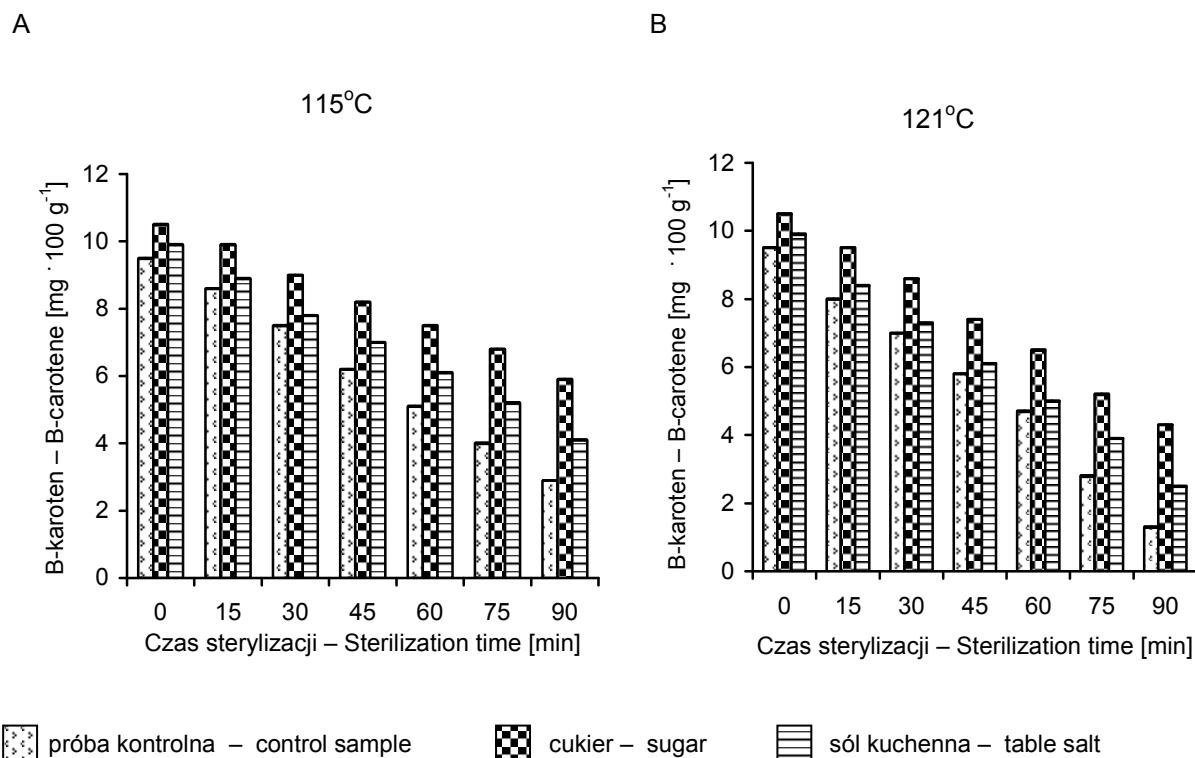 A
B
115°C
121°C
B-karoten – B-carotene [mg · 100 g⁻¹]
12
10
8
6
4
2
0
0 15 30 45 60 75 90
Czas sterylizacji – Sterilization time [min]
B-karoten – B-carotene [mg · 100 g⁻¹]
12
10
8
6
4
2
0
0 15 30 45 60 75 90
Czas sterylizacji – Sterilization time [min]
próba kontrolna – control sample
cukier – sugar
sól kuchenna – table salt